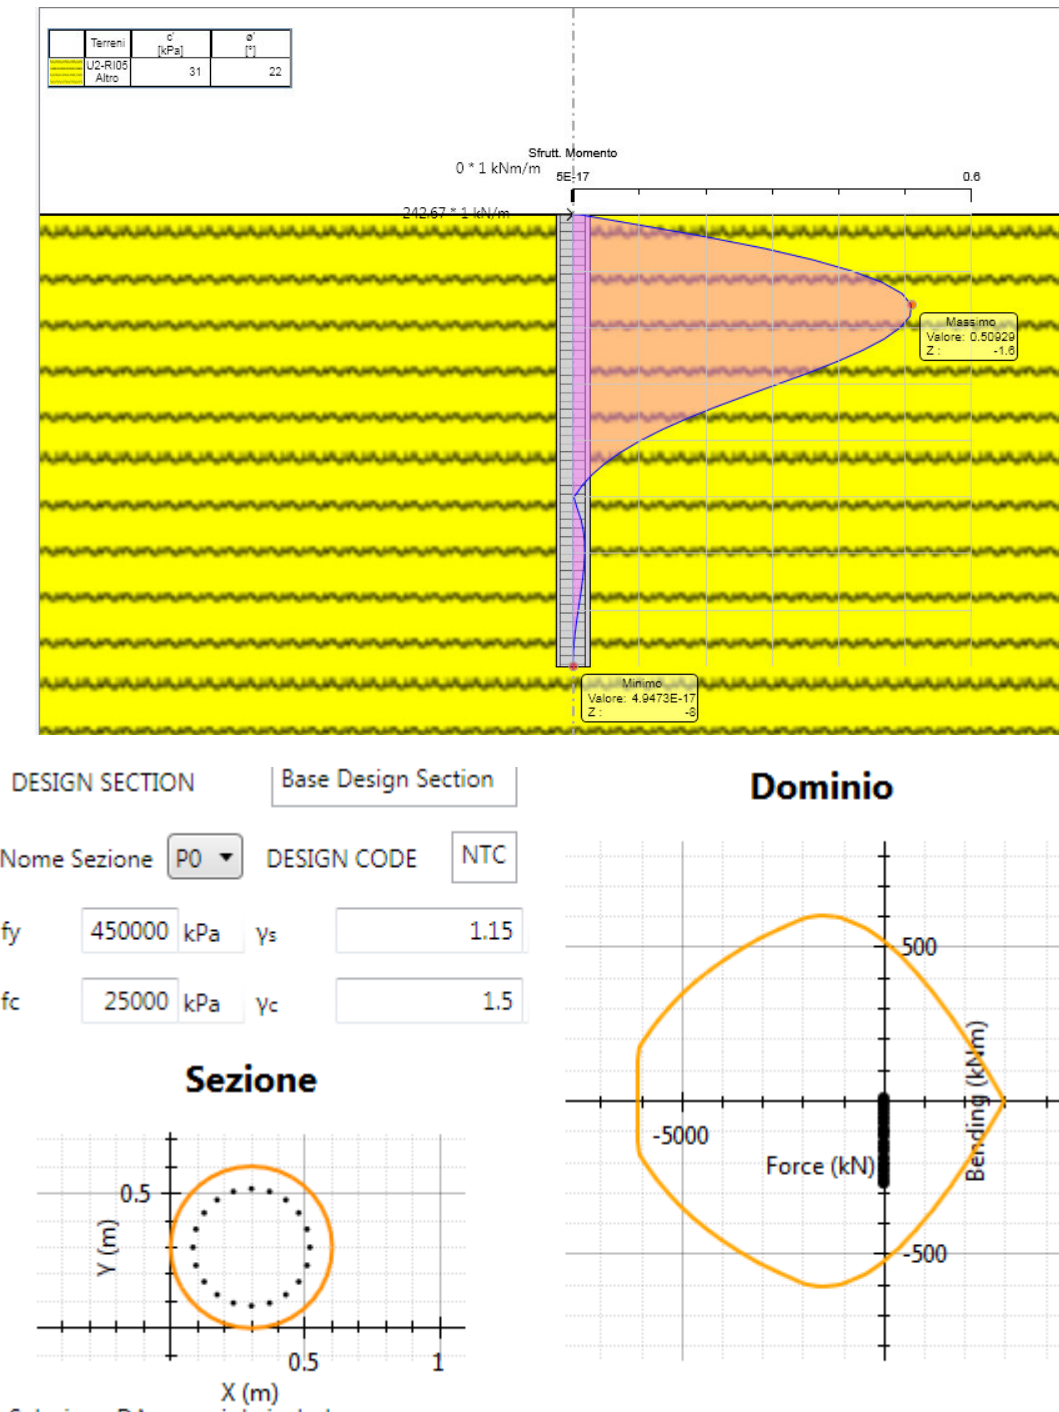 Terreni c' ø'
[kPa] [°]
U2-RI05 31 22
Altro
Sfrutt. Momento
0 * 1 kNm/m
5E-17 0.6
242.67 * 1 kN/m
Massimo
Valore: 0.50929
Z : -1.6
Minimo
Valore: 4.9473E-17
Z : -8
DESIGN SECTION Base Design Section
Dominio
Nome Sezione P0 DESIGN CODE NTC
fy 450000 kPa γs 1.15
fc 25000 kPa γc 1.5
500
Bending (kNm)
-5000
Force (kN)
-500
Sezione
0.5
Y (m)
0.5 1
X (m)